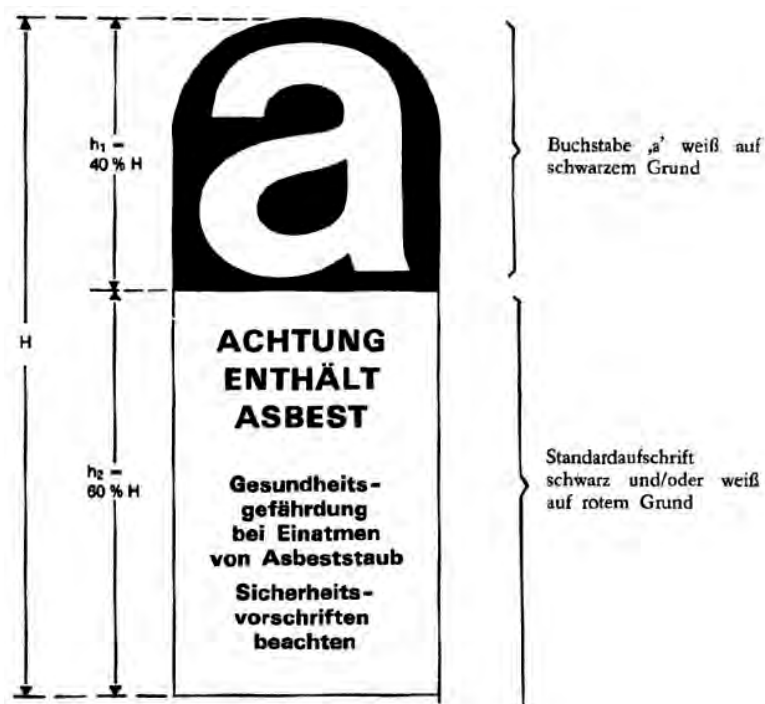 a
h₁ =
40 % H
Buchstabe ‚a’ weiß auf
schwarzem Grund
H
ACHTUNG
ENTHÄLT
ASBEST
h₂ =
60 % H
Gesundheits-
gefährdung
bei Einatmen
von Asbeststaub
Sicherheits-
vorschriften
beachten
Standardaufschrift
schwarz und/oder weiß
auf rotem Grund